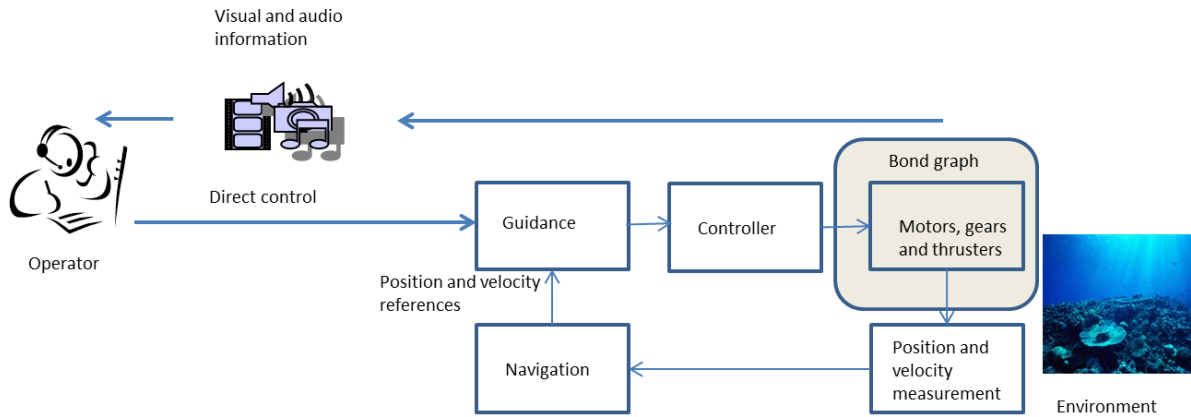 Visual and audio
information
Bond graph
Direct control
Guidance
Controller
Motors, gears
and thrusters
Operator
Position and velocity
references
Navigation
Position and
velocity
measurement
Environment